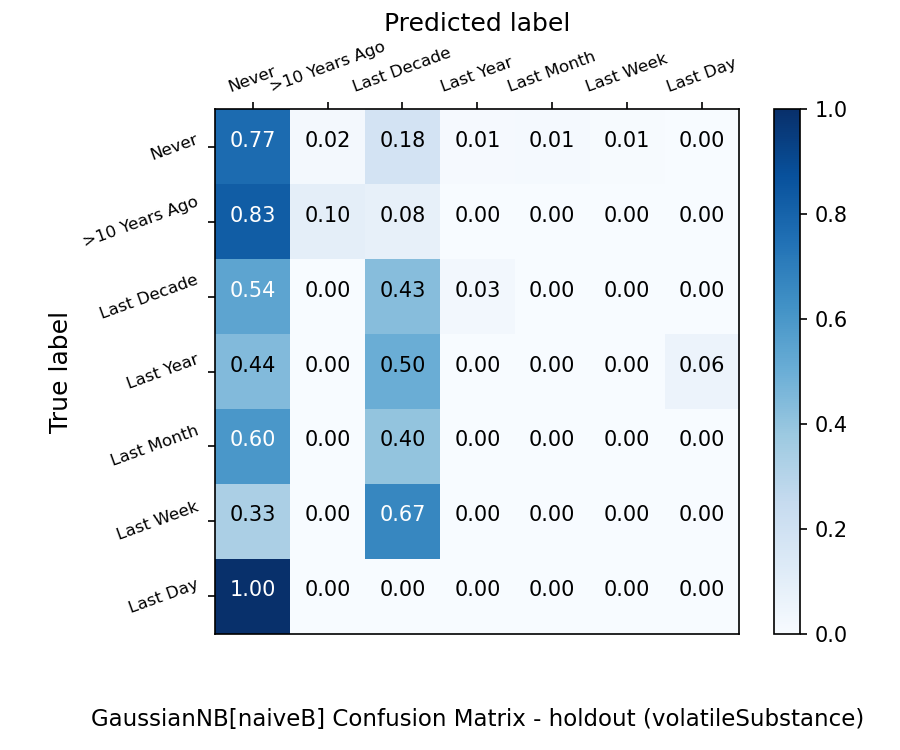 Predicted label
Never >10 Years Ago Last Decade Last Year Last Month Last Week Last Day
Never 0.77 0.02 0.18 0.01 0.01 0.01 0.00
>10 Years Ago 0.83 0.10 0.08 0.00 0.00 0.00 0.00
Last Decade 0.54 0.00 0.43 0.03 0.00 0.00 0.00
Last Year 0.44 0.00 0.50 0.00 0.00 0.00 0.06
Last Month 0.60 0.00 0.40 0.00 0.00 0.00 0.00
Last Week 0.33 0.00 0.67 0.00 0.00 0.00 0.00
Last Day 1.00 0.00 0.00 0.00 0.00 0.00 0.00
True label
1.0
0.8
0.6
0.4
0.2
0.0
GaussianNB[naiveB] Confusion Matrix - holdout (volatileSubstance)